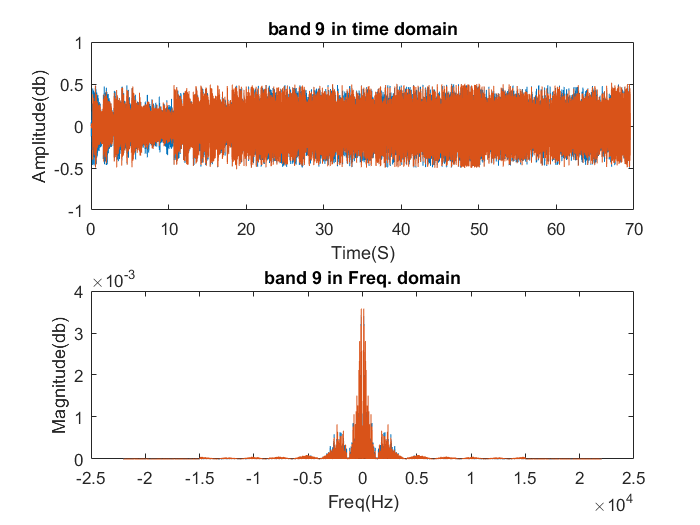 band 9 in time domain
1
0.5
0
-0.5
-1
Amplitude(db)
0 10 20 30 40 50 60 70
Time(S)
band 9 in Freq. domain
×10-3
4
3
2
1
0
Magnitude(db)
-2.5 -2 -1.5 -1 -0.5 0 0.5 1 1.5 2 2.5
Freq(Hz)
×104